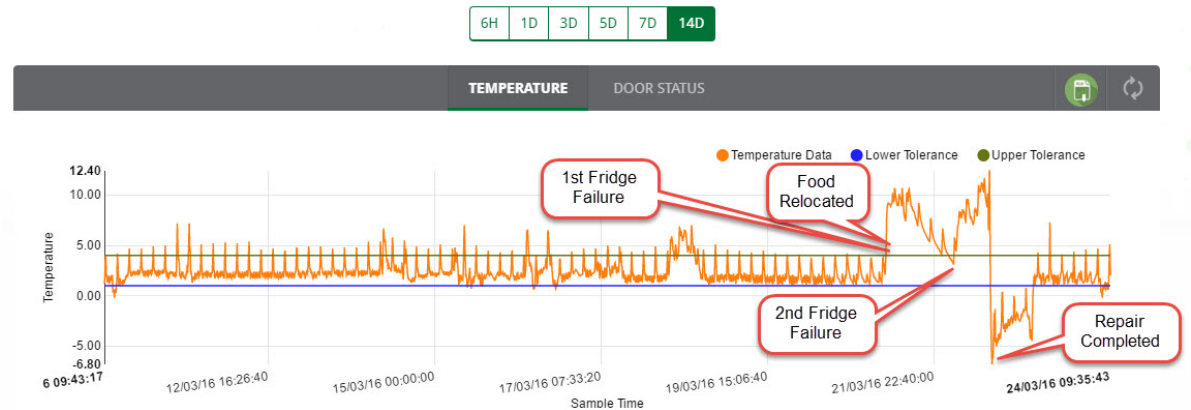 6H 1D 3D 5D 7D 14D
TEMPERATURE DOOR STATUS
Temperature Data Lower Tolerance Upper Tolerance
1st Fridge
Failure
Food
Relocated
2nd Fridge
Failure
Repair
Completed
Temperature
12.40
10.00
5.00
0.00
-5.00
-6.80
6 09:43:17 12/03/16 16:26:40 15/03/16 00:00:00 17/03/16 07:33:20 19/03/16 15:06:40 21/03/16 22:40:00 24/03/16 09:35:43
Sample Time